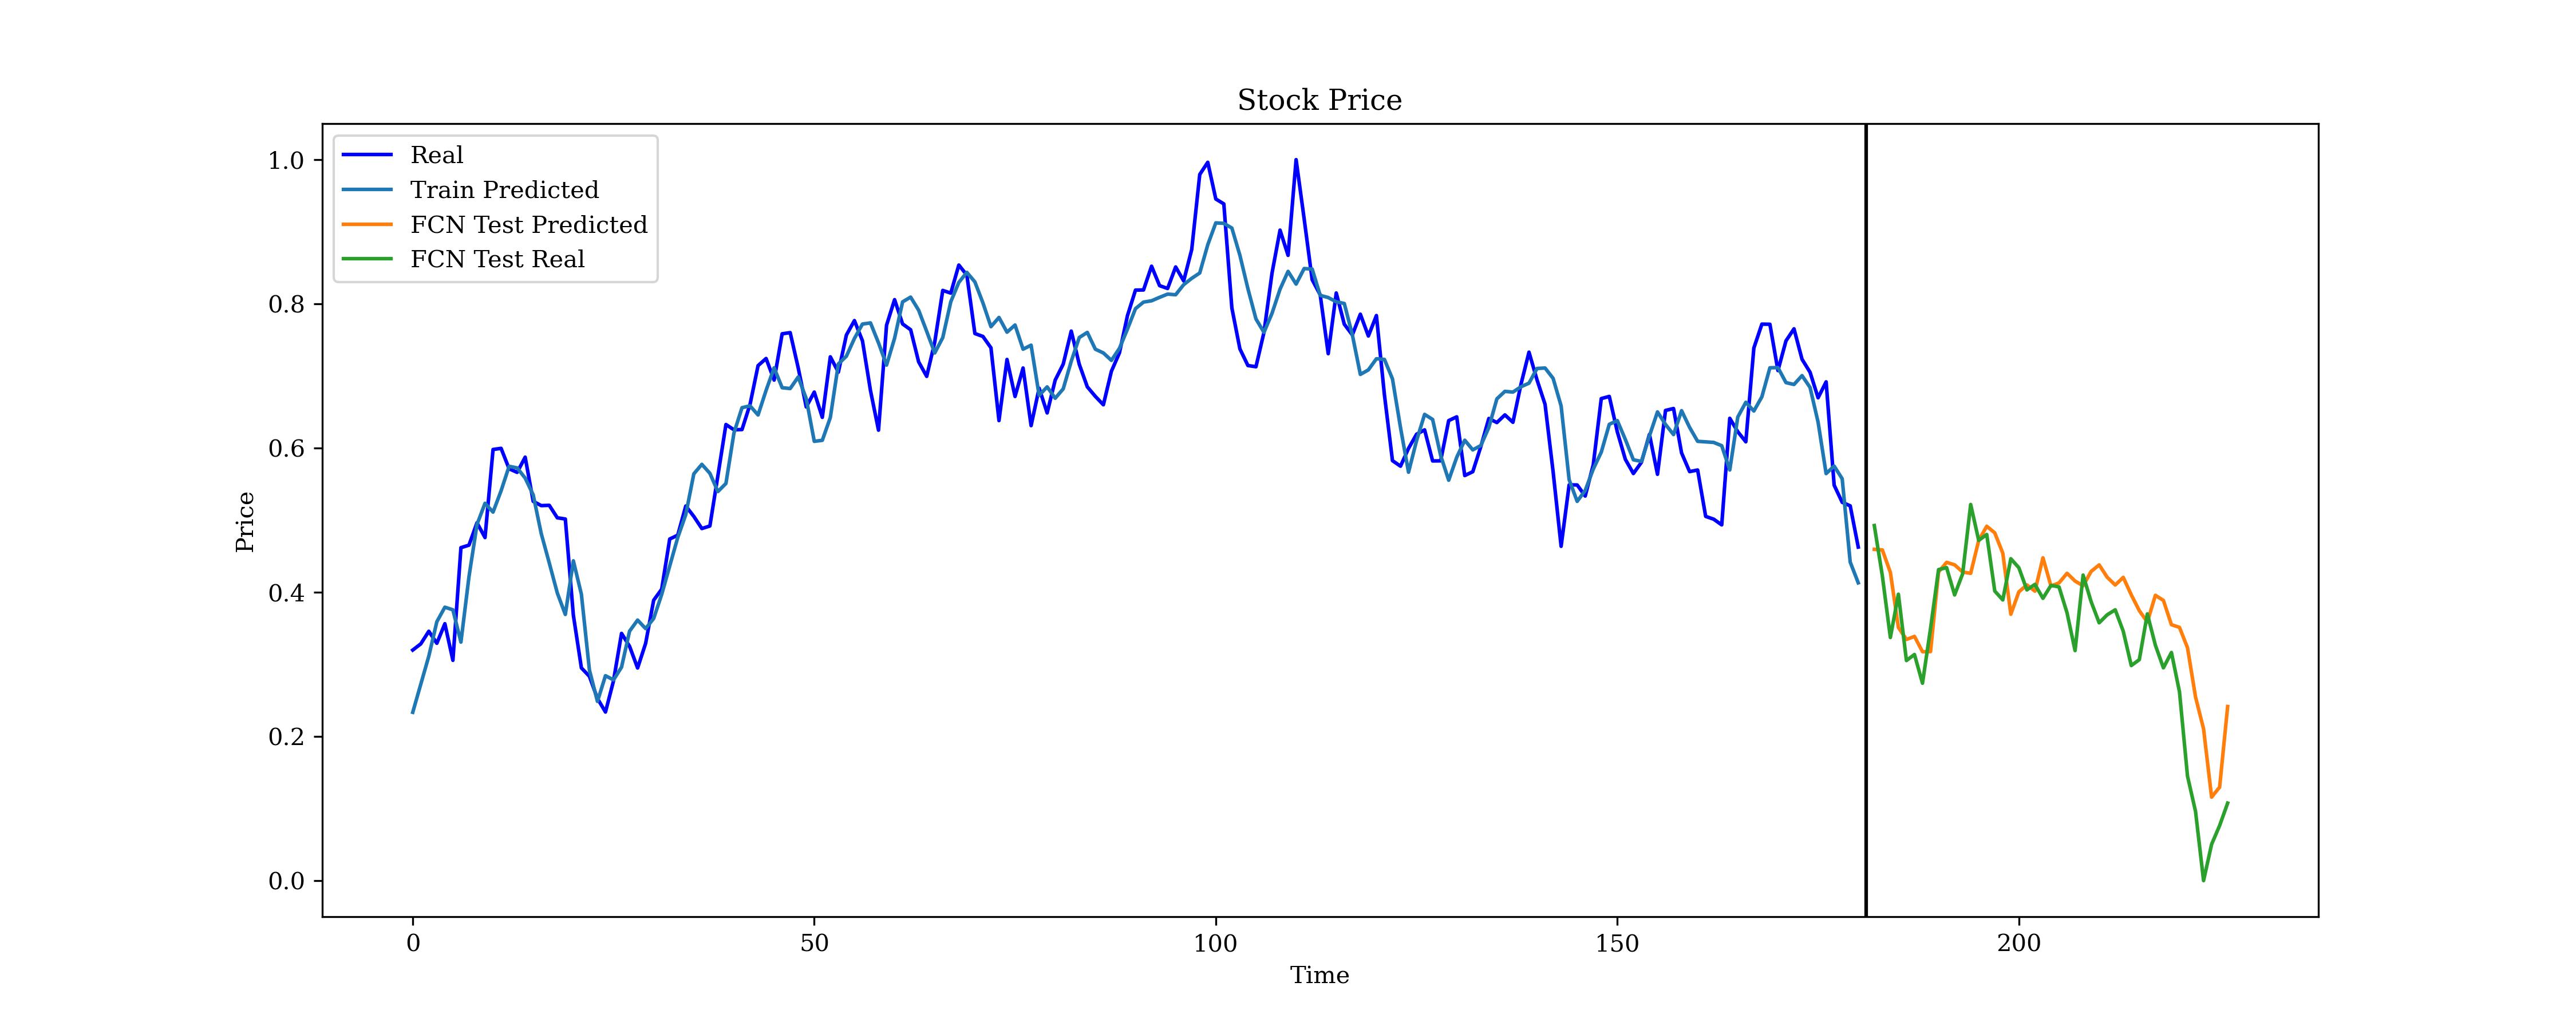 Stock Price
Real
Train Predicted
FCN Test Predicted
FCN Test Real
1.0
0.8
0.6
0.4
0.2
0.0
Price
0 50 100 150 200
Time